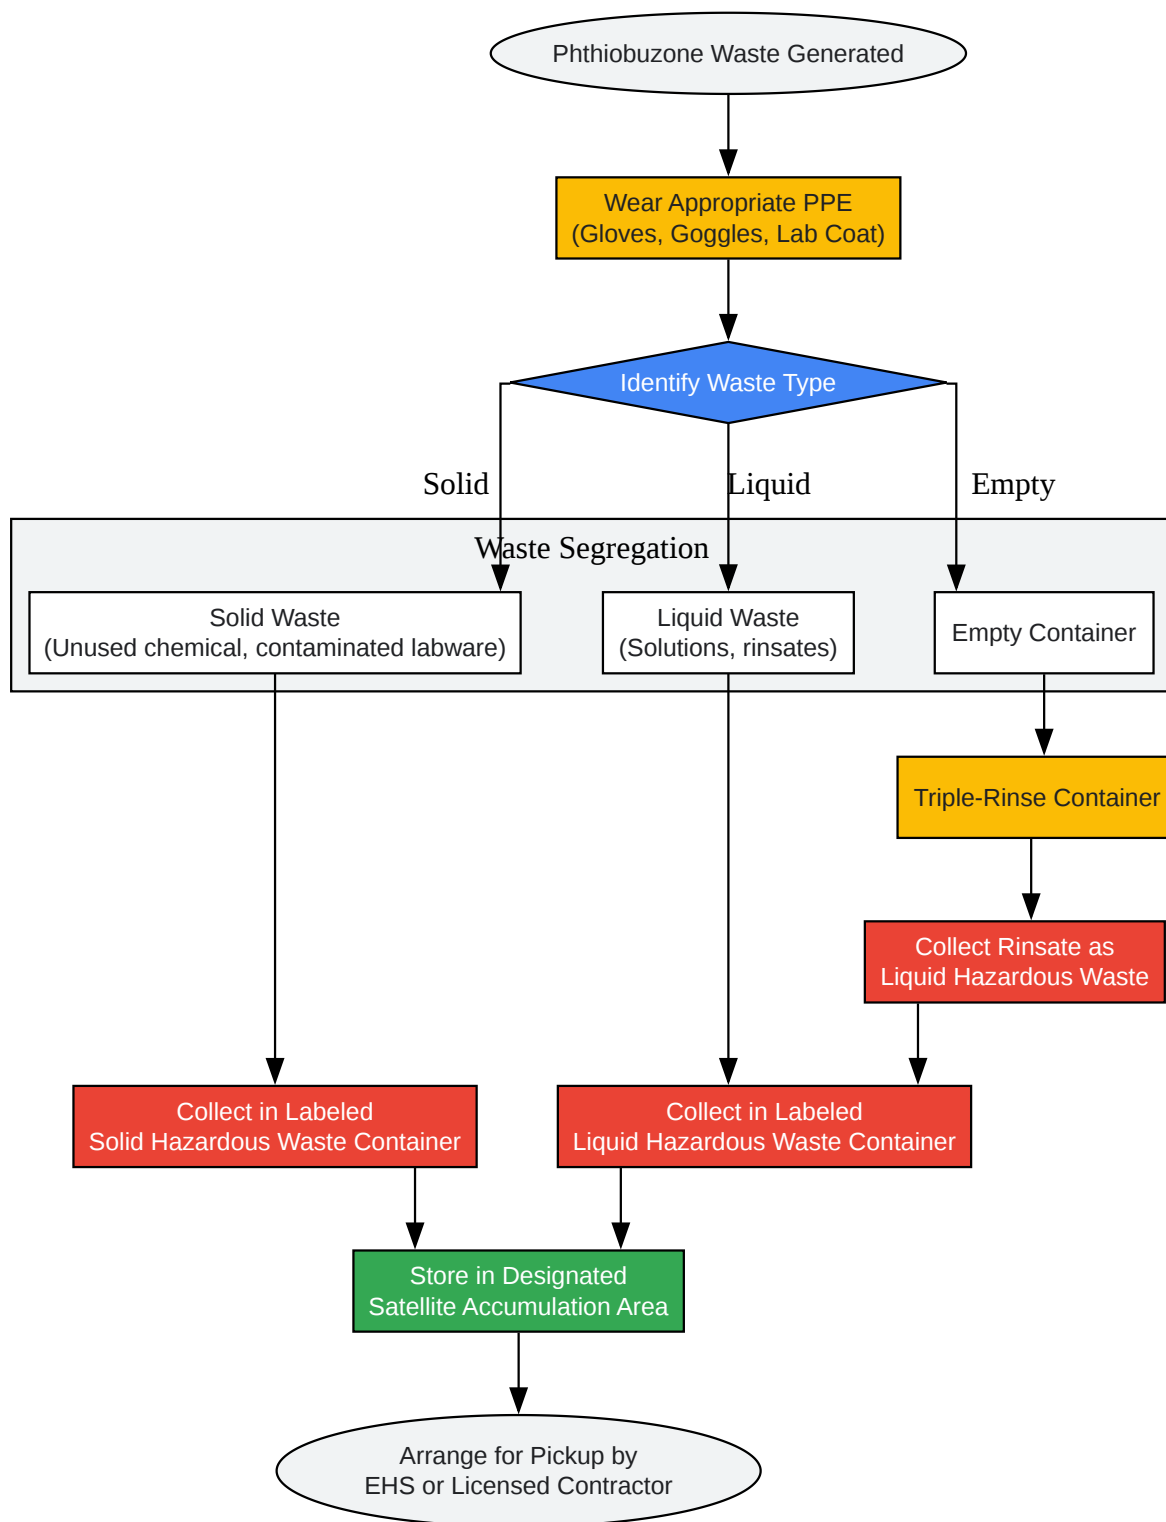 Phthiobuzone Waste Generated
Wear Appropriate PPE
(Gloves, Goggles, Lab Coat)
Identify Waste Type
Solid
Liquid
Empty
Waste Segregation
Solid Waste
(Unused chemical, contaminated labware)
Liquid Waste
(Solutions, rinsates)
Empty Container
Triple-Rinse Container
Collect Rinsate as
Liquid Hazardous Waste
Collect in Labeled
Solid Hazardous Waste Container
Collect in Labeled
Liquid Hazardous Waste Container
Store in Designated
Satellite Accumulation Area
Arrange for Pickup by
EHS or Licensed Contractor